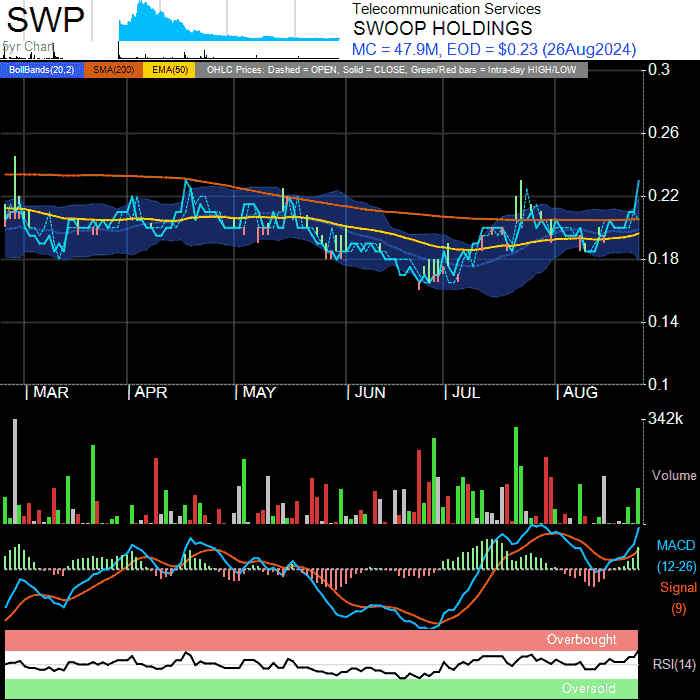 SWP
5yr Chart
Telecommunication Services
SWOOP HOLDINGS
MC = 47.9M, EOD = $0.23 (26Aug2024)
BollBands(20,2) SMA(200) EMA(50) OHLC Prices: Dashed = OPEN, Solid = CLOSE, Green/Red bars = Intra-day HIGH/LOW
0.3
0.26
0.22
0.18
0.14
0.1
MAR APR MAY JUN JUL AUG
342k
Volume
MACD
(12-26)
Signal
(9)
Overbought
RSI(14)
Oversold